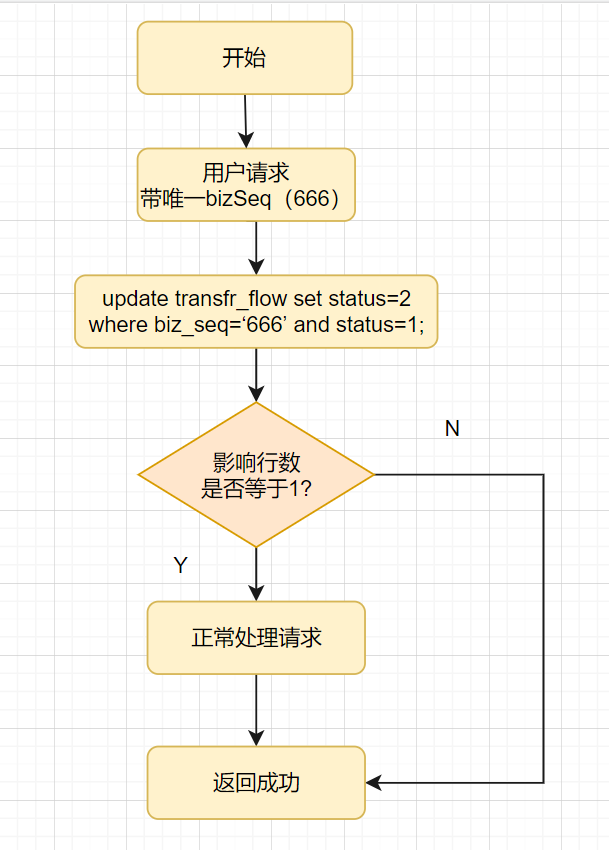 开始
用户请求
带唯一bizSeq（666）
update transfr_flow set status=2
where biz_seq=‘666’ and status=1;
影响行数
是否等于1?
N
Y
正常处理请求
返回成功